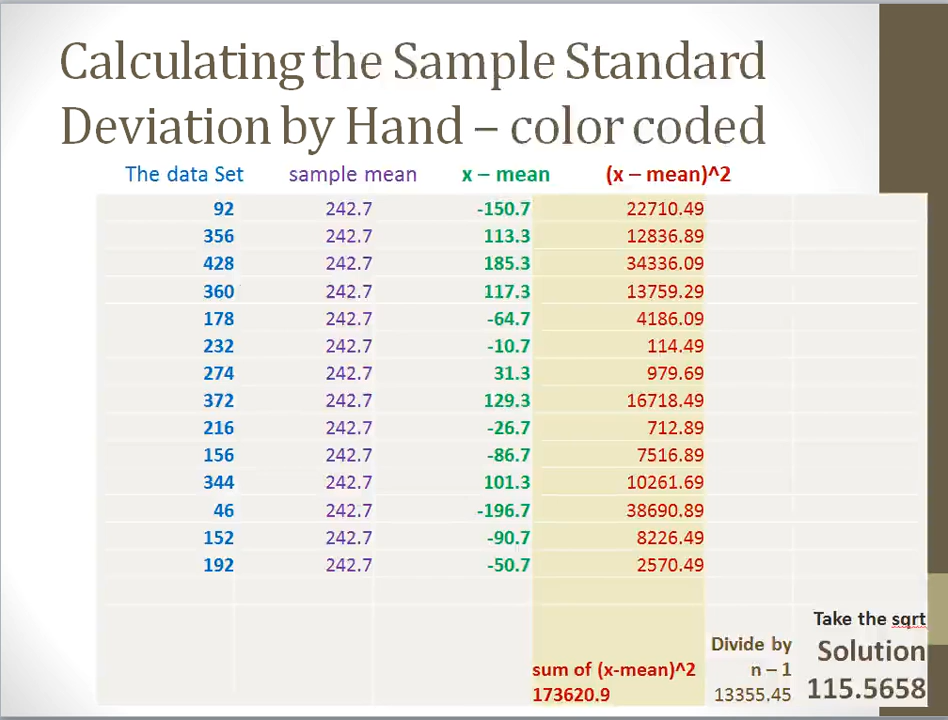 Calculating the Sample Standard
Deviation by Hand – color coded
The data Set sample mean x – mean (x – mean)^2
92 242.7 -150.7 22710.49
356 242.7 113.3 12836.89
428 242.7 185.3 34336.09
360 242.7 117.3 13759.29
178 242.7 -64.7 4186.09
232 242.7 -10.7 114.49
274 242.7 31.3 979.69
372 242.7 129.3 16718.49
216 242.7 -26.7 712.89
156 242.7 -86.7 7516.89
344 242.7 101.3 10261.69
46 242.7 -196.7 38690.89
152 242.7 -90.7 8226.49
192 242.7 -50.7 2570.49
Take the sqrt
Divide by Solution
sum of (x-mean)^2 n – 1
173620.9 13355.45 115.5658